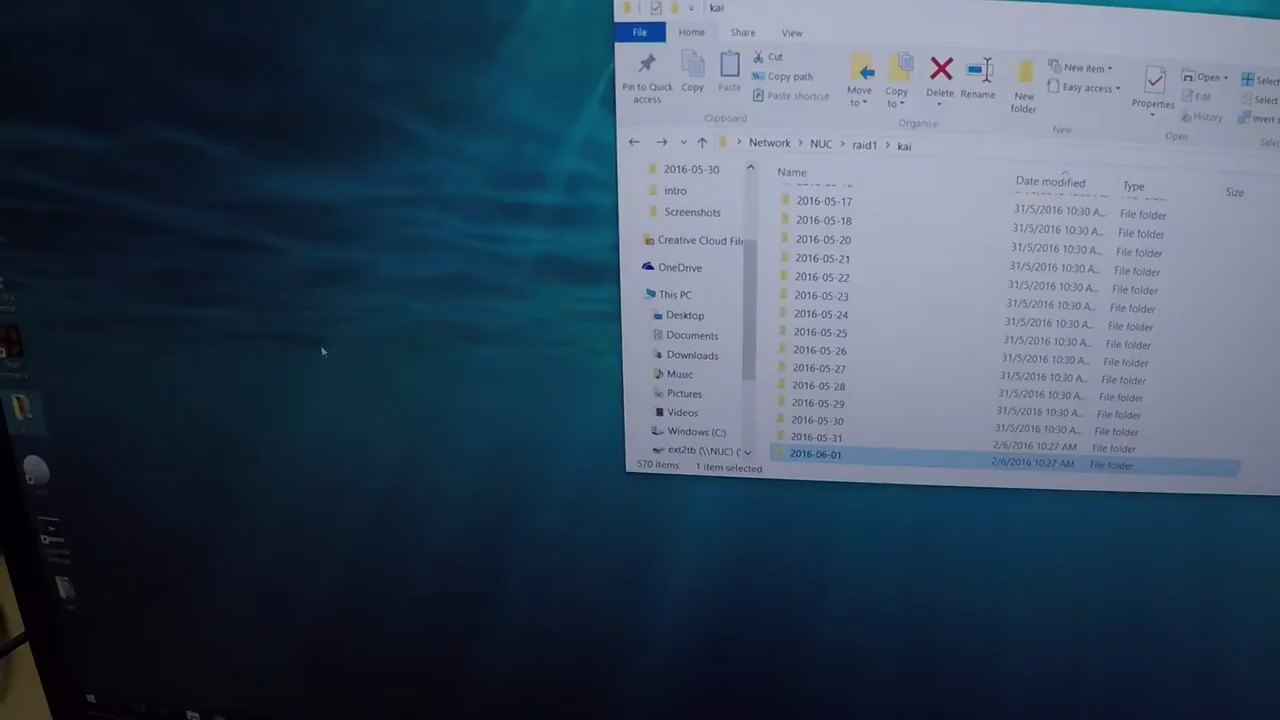 kai
File Home Share View
Pin to Quick access
Copy
Paste
Cut
Copy path
Paste shortcut
Clipboard
Move to
Copy to
Delete
Rename
Organise
New folder
New item
Easy access
New
Properties
Open
Edit
History
Open
Select
Select
Invert
Network > NUC > raid1 > kai
2016-05-30
intro
Screenshots
Creative Cloud File
OneDrive
This PC
Desktop
Documents
Downloads
Music
Pictures
Videos
Windows (C:)
ext2tb (\\NUC) (
570 items 1 item selected
Name Date modified Type Size
2016-05-17 31/5/2016 10:30 A... File folder
2016-05-18 31/5/2016 10:30 A... File folder
2016-05-20 31/5/2016 10:30 A... File folder
2016-05-21 31/5/2016 10:30 A... File folder
2016-05-22 31/5/2016 10:30 A... File folder
2016-05-23 31/5/2016 10:30 A... File folder
2016-05-24 31/5/2016 10:30 A... File folder
2016-05-25 31/5/2016 10:30 A... File folder
2016-05-26 31/5/2016 10:30 A... File folder
2016-05-27 31/5/2016 10:30 A... File folder
2016-05-28 31/5/2016 10:30 A... File folder
2016-05-29 31/5/2016 10:30 A... File folder
2016-05-30 31/5/2016 10:30 A... File folder
2016-05-31 2/6/2016 10:27 AM File folder
2016-06-01 2/6/2016 10:27 AM File folder